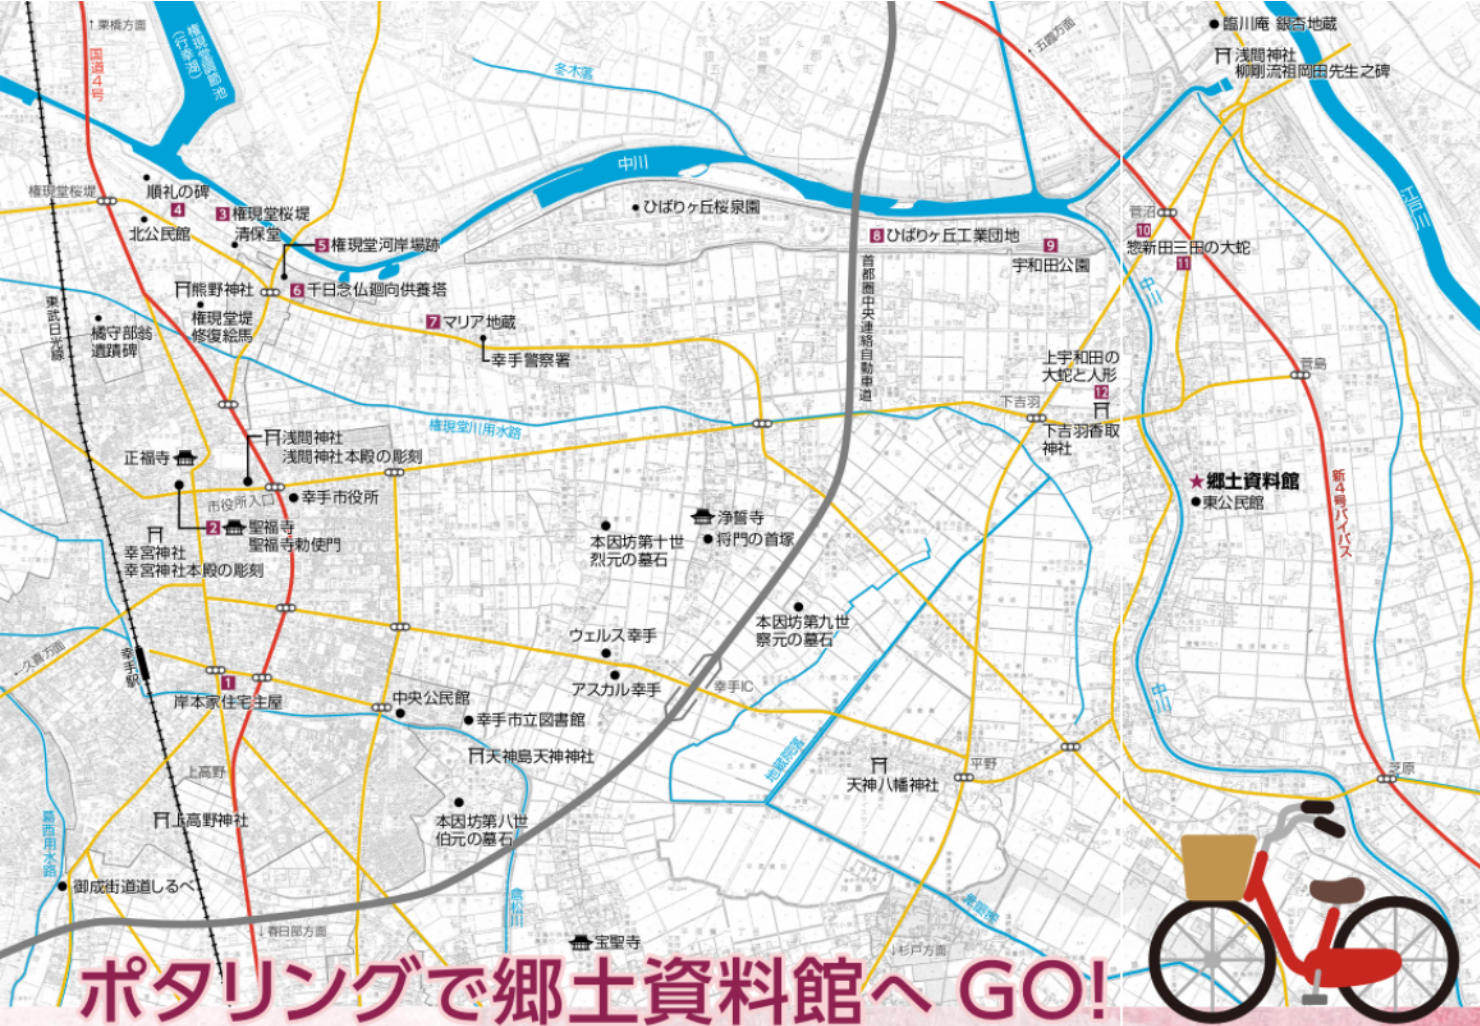 ↑栗橋方面
国道4号
権現堂調節池
(行幸湖)
冬木落
↑五霞方面
臨川庵 銀杏地蔵
浅間神社
柳剛流祖岡田先生之碑
江戸川
中川
権現堂桜堤
順礼の碑
4
北公民館
3 権現堂桜堤
清保堂
5 権現堂河岸場跡
ひばりヶ丘桜泉園
8 ひばりヶ丘工業団地
9
宇和田公園
菅沼
10
惣新田三田の大蛇
11
中川
熊野神社
6 千日念仏廻向供養塔
権現堂堤
修復絵馬
橘守部翁
遺蹟碑
東武日光線
7 マリア地蔵
幸手警察署
首都圏中央連絡自動車道
上宇和田の
大蛇と人形
12
菅島
下吉羽
下吉羽香取
神社
権現堂川用水路
浅間神社
浅間神社本殿の彫刻
正福寺
市役所入口
幸手市役所
2 聖福寺
聖福寺勅使門
幸宮神社
幸宮神社本殿の彫刻
浄誓寺
将門の首塚
本因坊第十世
烈元の墓石
★郷土資料館
東公民館
新4号バイパス
本因坊第九世
察元の墓石
ウェルス幸手
アスカル幸手
幸手IC
←久喜方面
幸手駅
1
岸本家住宅主屋
中央公民館
幸手市立図書館
天神島天神神社
中川
地蔵院落
平野
天神八幡神社
芝原
上高野
上高野神社
本因坊第八世
伯元の墓石
葛西用水路
御成街道道しるべ
倉松川
↓春日部方面
宝聖寺
↓杉戸方面
ポタリングで郷土資料館へ GO!